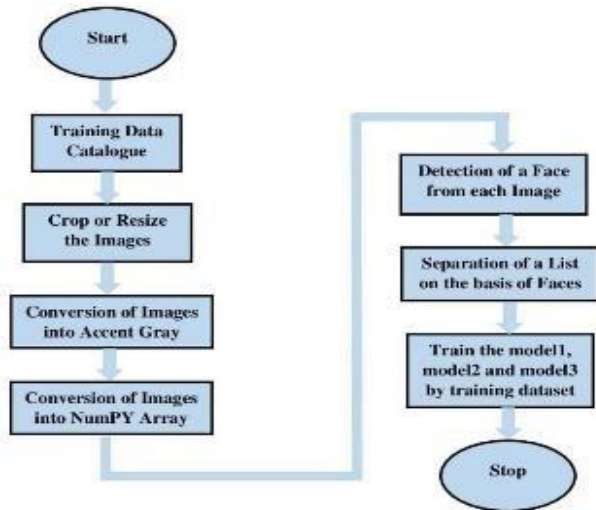 Start
Training Data
Catalogue
Crop or Resize
the Images
Conversion of Images
into Accent Gray
Conversion of Images
into NumPY Array
Detection of a Face
from each Image
Separation of a List
on the basis of Faces
Train the model1,
model2 and model3
by training dataset
Stop